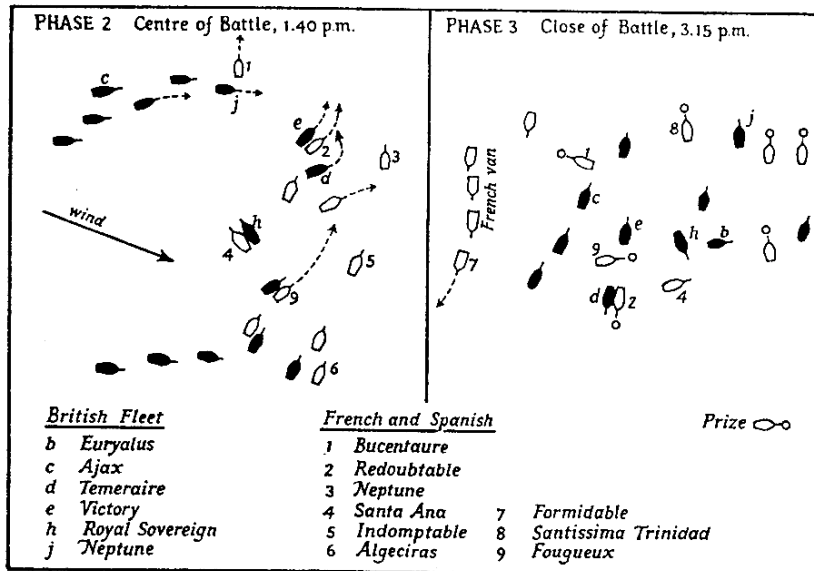 PHASE 2 Centre of Battle, 1.40 p.m.
c
j
1
e
2
d
3
wind
h
4
9
5
6
PHASE 3 Close of Battle, 3.15 p.m.
8
j
1
French van
c
e
h
b
7
9
d
2
4
British Fleet
b Euryalus
c Ajax
d Temeraire
e Victory
h Royal Sovereign
j Neptune
French and Spanish
1 Bucentaure
2 Redoubtable
3 Neptune
4 Santa Ana
5 Indomptable
6 Algeciras
7 Formidable
8 Santissima Trinidad
9 Fougueux
Prize